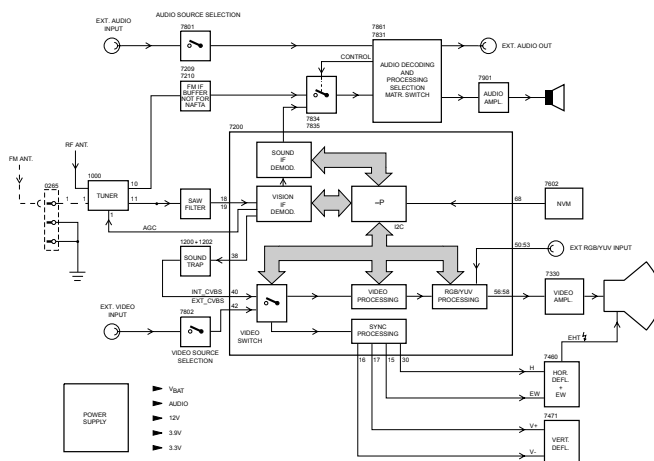 AUDIO SOURCE SELECTION
EXT. AUDIO
INPUT
7801
7861
7831
EXT. AUDIO OUT
CONTROL
AUDIO DECODING
AND
PROCESSING
SELECTION
MATR. SWITCH
7209
7210
FM IF
BUFFER
NOT FOR
NAFTA
7834
7835
7901
AUDIO
AMPL.
RF ANT.
FM ANT.
0265
1
1
1000
TUNER
10
11
1
7200
SOUND
IF
DEMOD.
SAW
FILTER
18
19
VISION
IF
DEMOD.
–P
I2C
68
7602
NVM
AGC
1200+1202
SOUND
TRAP
38
50:53
EXT RGB/YUV INPUT
INT_CVBS
40
EXT_CVBS
42
VIDEO
PROCESSING
RGB/YUV
PROCESSING
56:58
7330
VIDEO
AMPL.
EXT. VIDEO
INPUT
7802
VIDEO SOURCE
SELECTION
VIDEO
SWITCH
SYNC
PROCESSING
16
17
15
30
EHT
7460
H
EW
HOR.
DEFL.
+
EW
7471
V+
V-
VERT.
DEFL.
POWER
SUPPLY
VBAT
AUDIO
12V
3.9V
3.3V